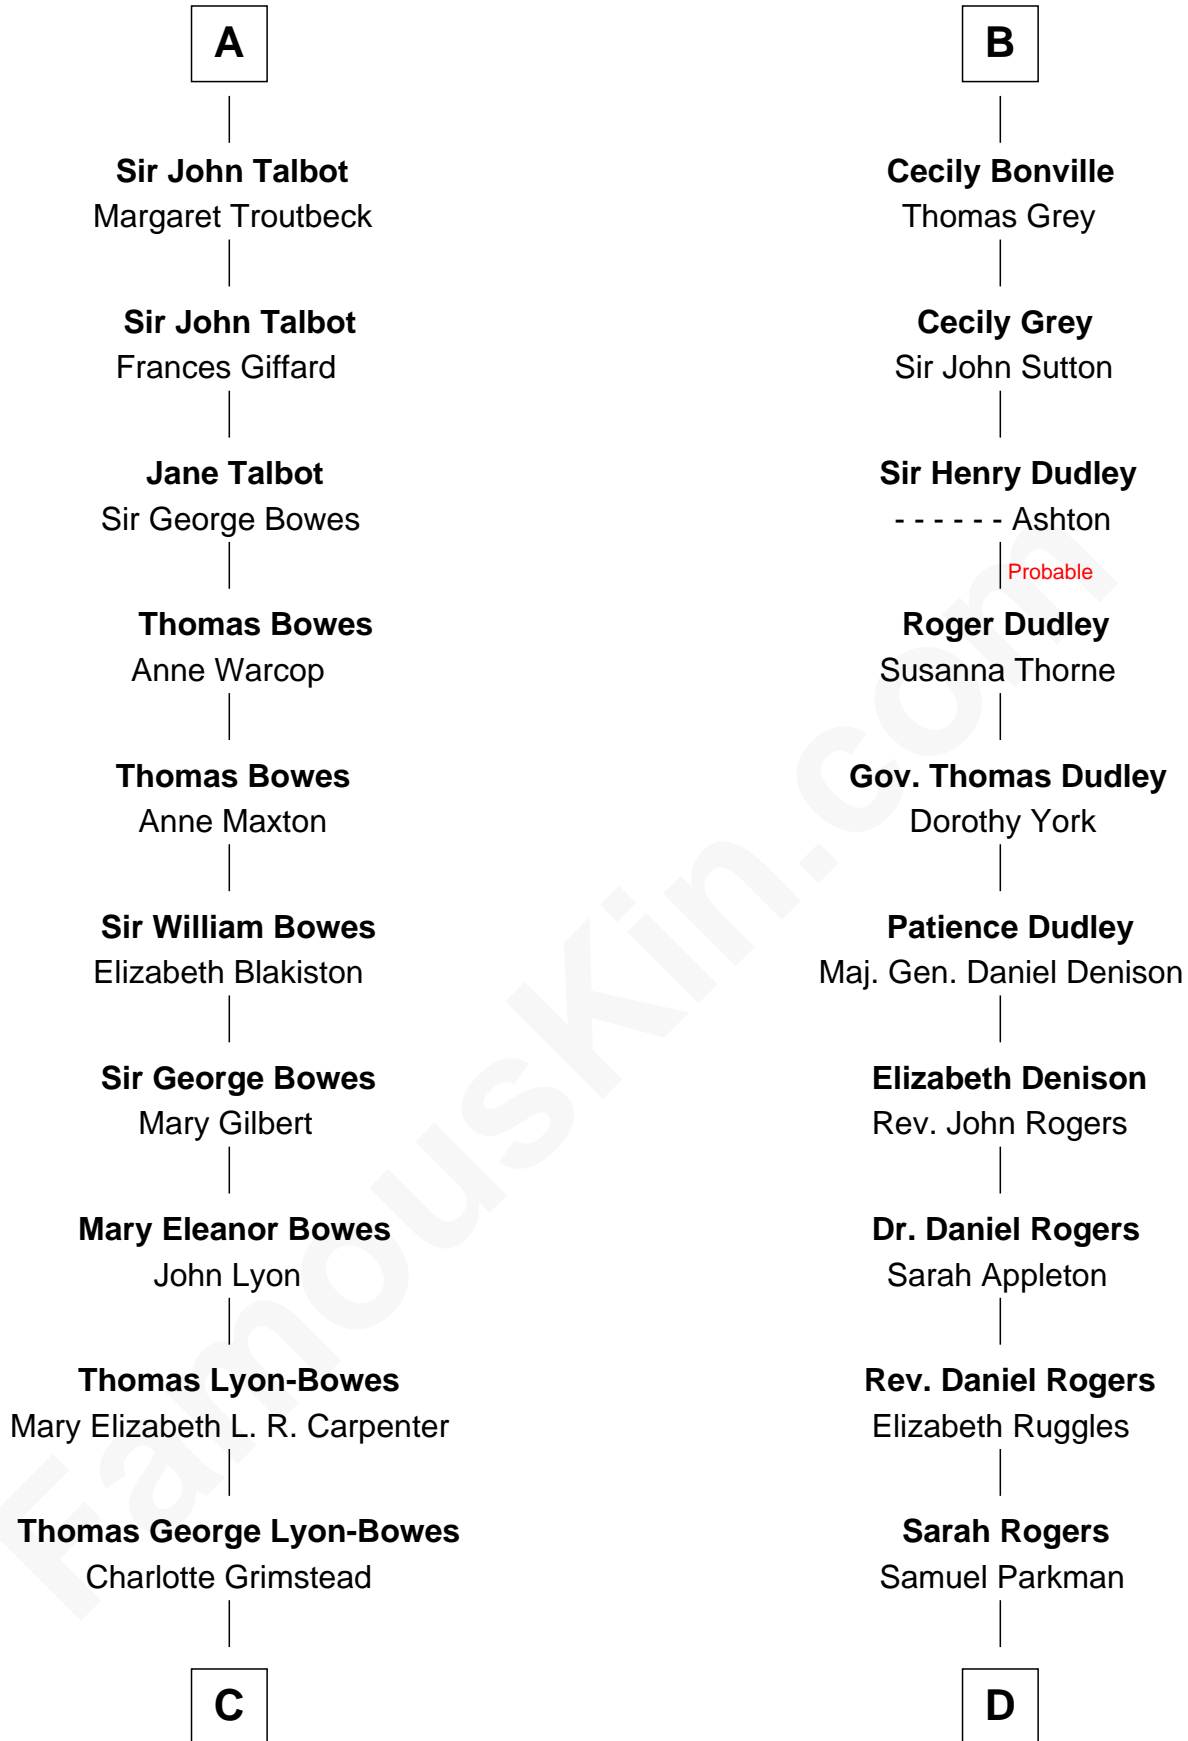 A
Sir John Talbot
Margaret Troutbeck
Sir John Talbot
Frances Giffard
Jane Talbot
Sir George Bowes
Thomas Bowes
Anne Warcop
Thomas Bowes
Anne Maxton
Sir William Bowes
Elizabeth Blakiston
Sir George Bowes
Mary Gilbert
Mary Eleanor Bowes
John Lyon
Thomas Lyon-Bowes
Mary Elizabeth L. R. Carpenter
Thomas George Lyon-Bowes
Charlotte Grimstead
C
B
Cecily Bonville
Thomas Grey
Cecily Grey
Sir John Sutton
Sir Henry Dudley
- - - - - - Ashton
Probable
Roger Dudley
Susanna Thorne
Gov. Thomas Dudley
Dorothy York
Patience Dudley
Maj. Gen. Daniel Denison
Elizabeth Denison
Rev. John Rogers
Dr. Daniel Rogers
Sarah Appleton
Rev. Daniel Rogers
Elizabeth Ruggles
Sarah Rogers
Samuel Parkman
D
FamousKin.com